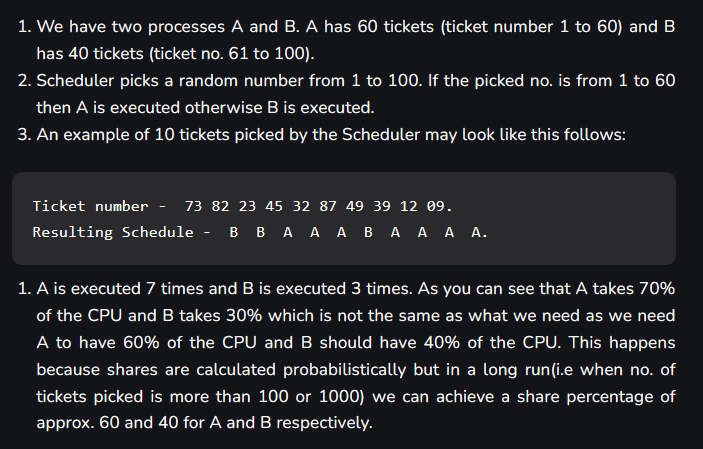 1. We have two processes A and B. A has 60 tickets (ticket number 1 to 60) and B
has 40 tickets (ticket no. 61 to 100).
2. Scheduler picks a random number from 1 to 100. If the picked no. is from 1 to 60
then A is executed otherwise B is executed.
3. An example of 10 tickets picked by the Scheduler may look like this follows:
Ticket number -  73 82 23 45 32 87 49 39 12 09.
Resulting Schedule -  B  B  A  A  A  B  A  A  A  A.
1. A is executed 7 times and B is executed 3 times. As you can see that A takes 70%
of the CPU and B takes 30% which is not the same as what we need as we need
A to have 60% of the CPU and B should have 40% of the CPU. This happens
because shares are calculated probabilistically but in a long run(i.e when no. of
tickets picked is more than 100 or 1000) we can achieve a share percentage of
approx. 60 and 40 for A and B respectively.